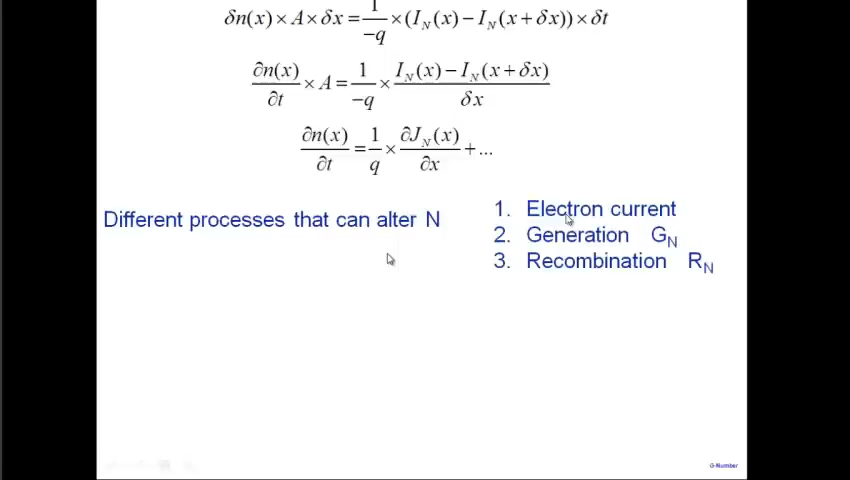 δn(x) × A × δx = 1/−q × (I_N(x) − I_N(x + δx)) × δt
∂n(x)/∂t × A = 1/−q × I_N(x) − I_N(x + δx)/δx
∂n(x)/∂t = 1/q × ∂J_N(x)/∂x + ...
Different processes that can alter N
1. Electron current
2. Generation G_N
3. Recombination R_N
G-Number